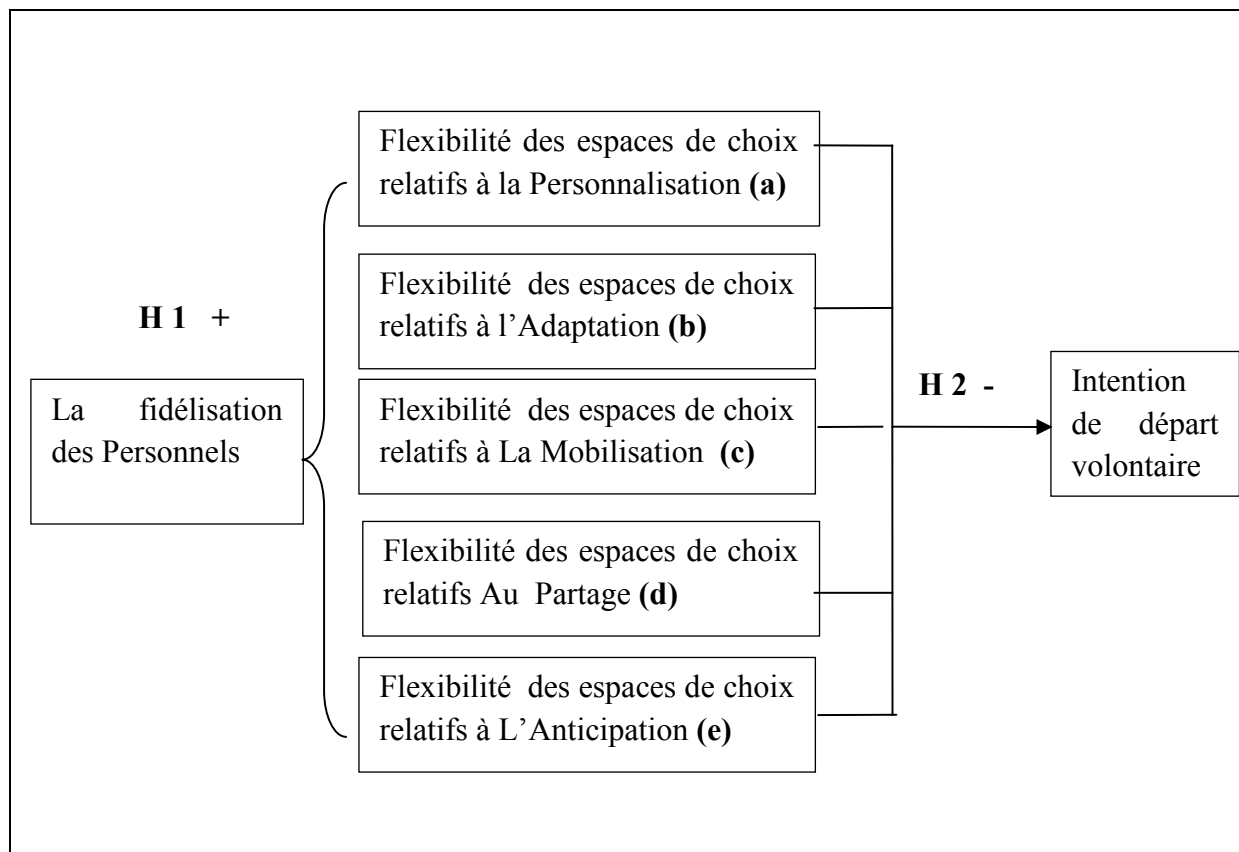 Flexibilité des espaces de choix
relatifs à la Personnalisation (a)
Flexibilité des espaces de choix
relatifs à l’Adaptation (b)
H 1 +
La fidélisation
des Personnels
Flexibilité des espaces de choix
relatifs à La Mobilisation (c)
H 2 -
Intention
de départ
volontaire
Flexibilité des espaces de choix
relatifs Au Partage (d)
Flexibilité des espaces de choix
relatifs à L’Anticipation (e)